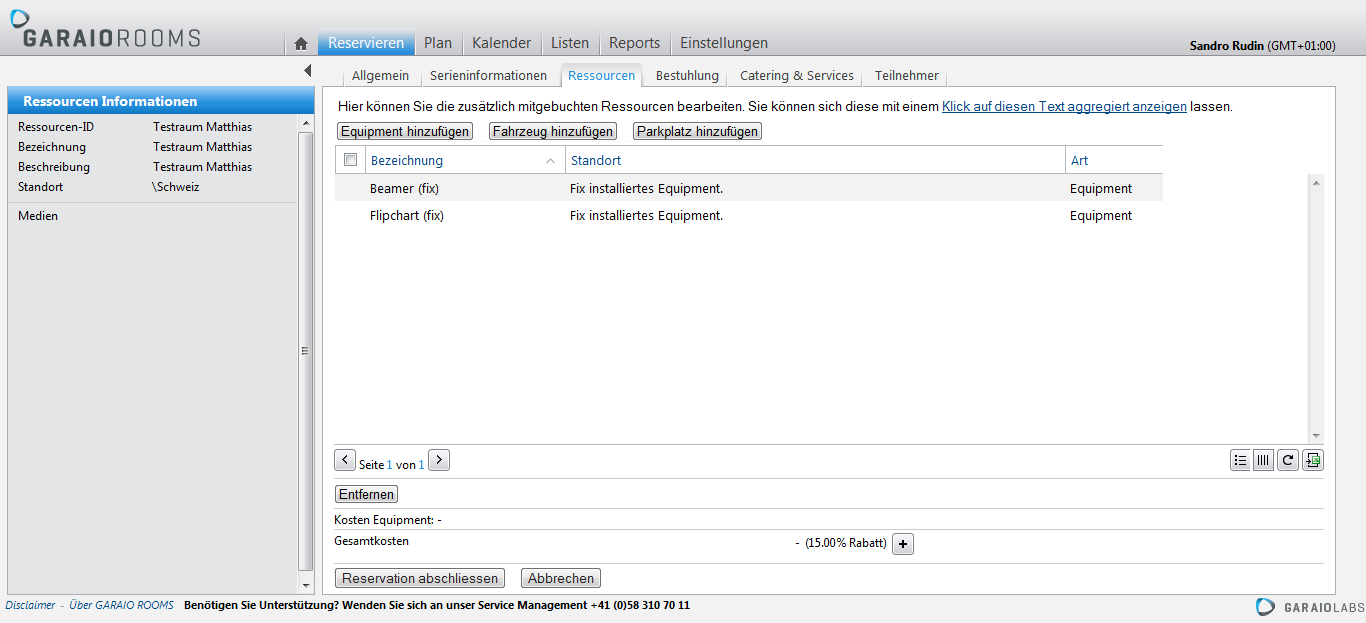 GARAIOROOMS
Reservieren Plan Kalender Listen Reports Einstellungen
Sandro Rudin (GMT+01:00)
Allgemein Serieninformationen Ressourcen Bestuhlung Catering & Services Teilnehmer
Ressourcen Informationen
Ressourcen-ID Testraum Matthias
Bezeichnung Testraum Matthias
Beschreibung Testraum Matthias
Standort \Schweiz
Medien
Hier können Sie die zusätzlich mitgebuchten Ressourcen bearbeiten. Sie können sich diese mit einem Klick auf diesen Text aggregiert anzeigen lassen.
Equipment hinzufügen Fahrzeug hinzufügen Parkplatz hinzufügen
Bezeichnung Standort Art
Beamer (fix) Fix installiertes Equipment. Equipment
Flipchart (fix) Fix installiertes Equipment. Equipment
Seite 1 von 1
Entfernen
Kosten Equipment: -
Gesamtkosten - (15.00% Rabatt) +
Reservation abschliessen Abbrechen
Disclaimer - Über GARAIO ROOMS Benötigen Sie Unterstützung? Wenden Sie sich an unser Service Management +41 (0)58 310 70 11
GARAIOLABS